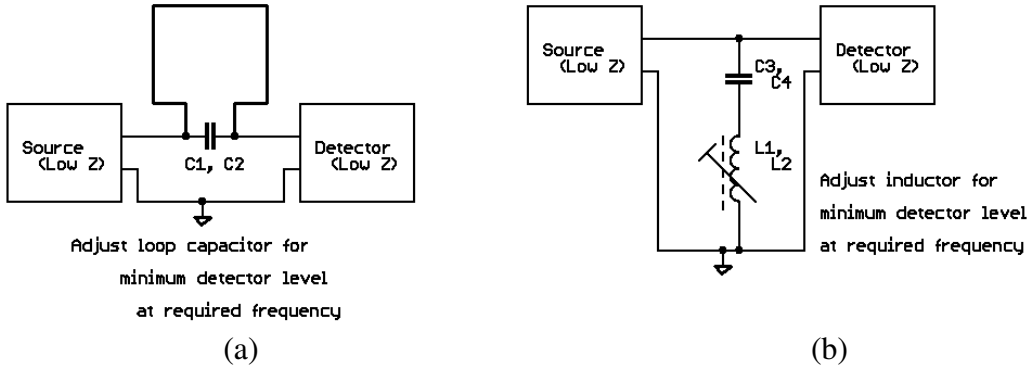 Source
(Low Z)
C1, C2
Detector
(Low Z)
Adjust loop capacitor for
minimum detector level
at required frequency
(a)
Source
(Low Z)
C3,
C4
L1,
L2
Detector
(Low Z)
Adjust inductor for
minimum detector level
at required frequency
(b)